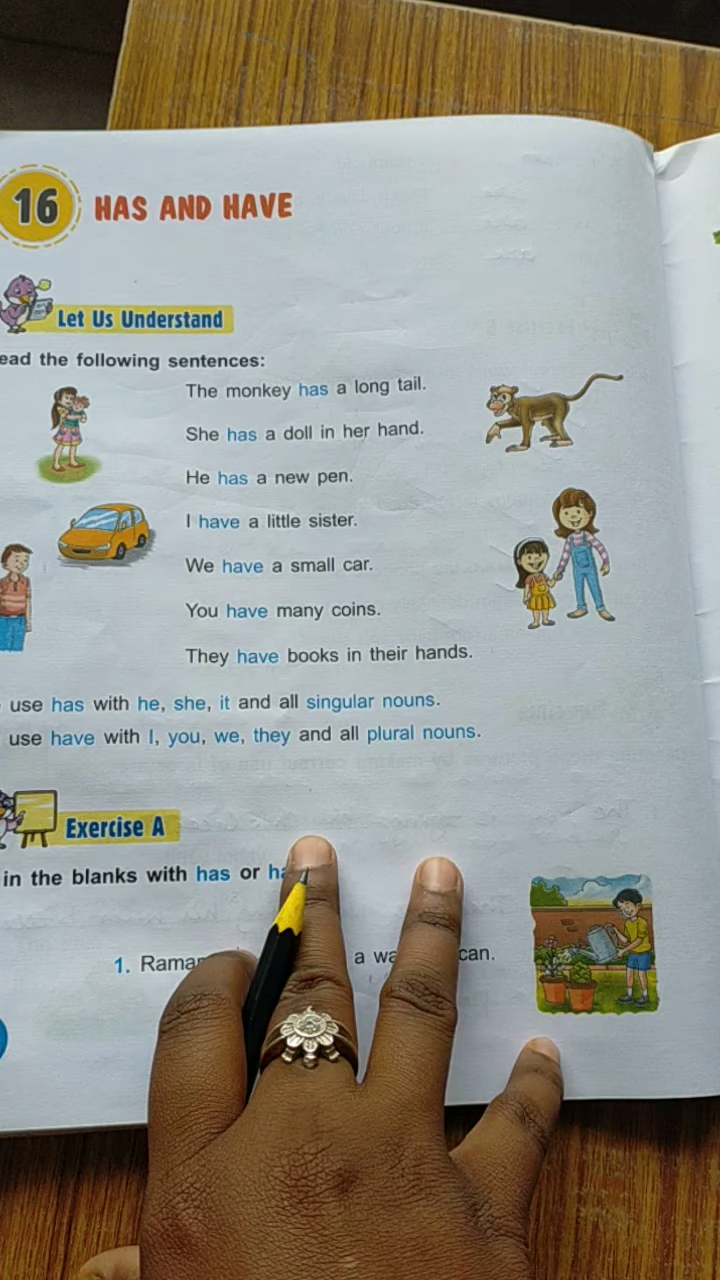 16 HAS AND HAVE
Let Us Understand
ead the following sentences:
The monkey has a long tail.
She has a doll in her hand.
He has a new pen.
I have a little sister.
We have a small car.
You have many coins.
They have books in their hands.
use has with he, she, it and all singular nouns.
use have with I, you, we, they and all plural nouns.
Exercise A
in the blanks with has or ha
1. Raman a wa can.